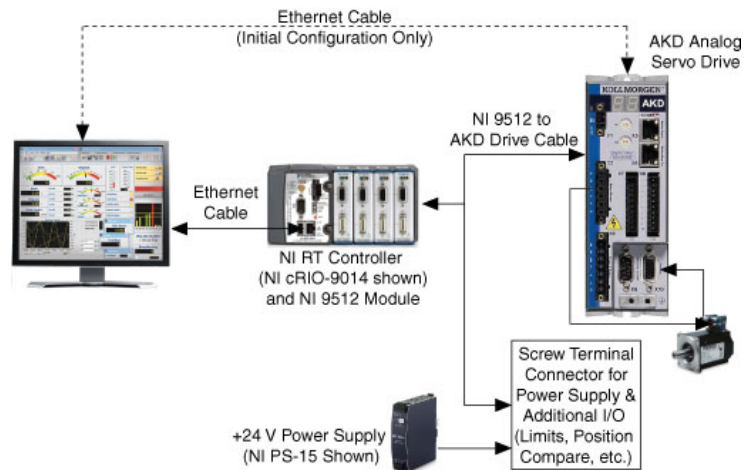 Ethernet Cable
(Initial Configuration Only)
AKD Analog
Servo Drive
KOLLMORGEN
AKD
NI 9512 to
AKD Drive Cable
Ethernet
Cable
NI RT Controller
(NI cRIO-9014 shown)
and NI 9512 Module
Screw Terminal
Connector for
Power Supply &
Additional I/O
(Limits, Position
Compare, etc.)
+24 V Power Supply
(NI PS-15 Shown)